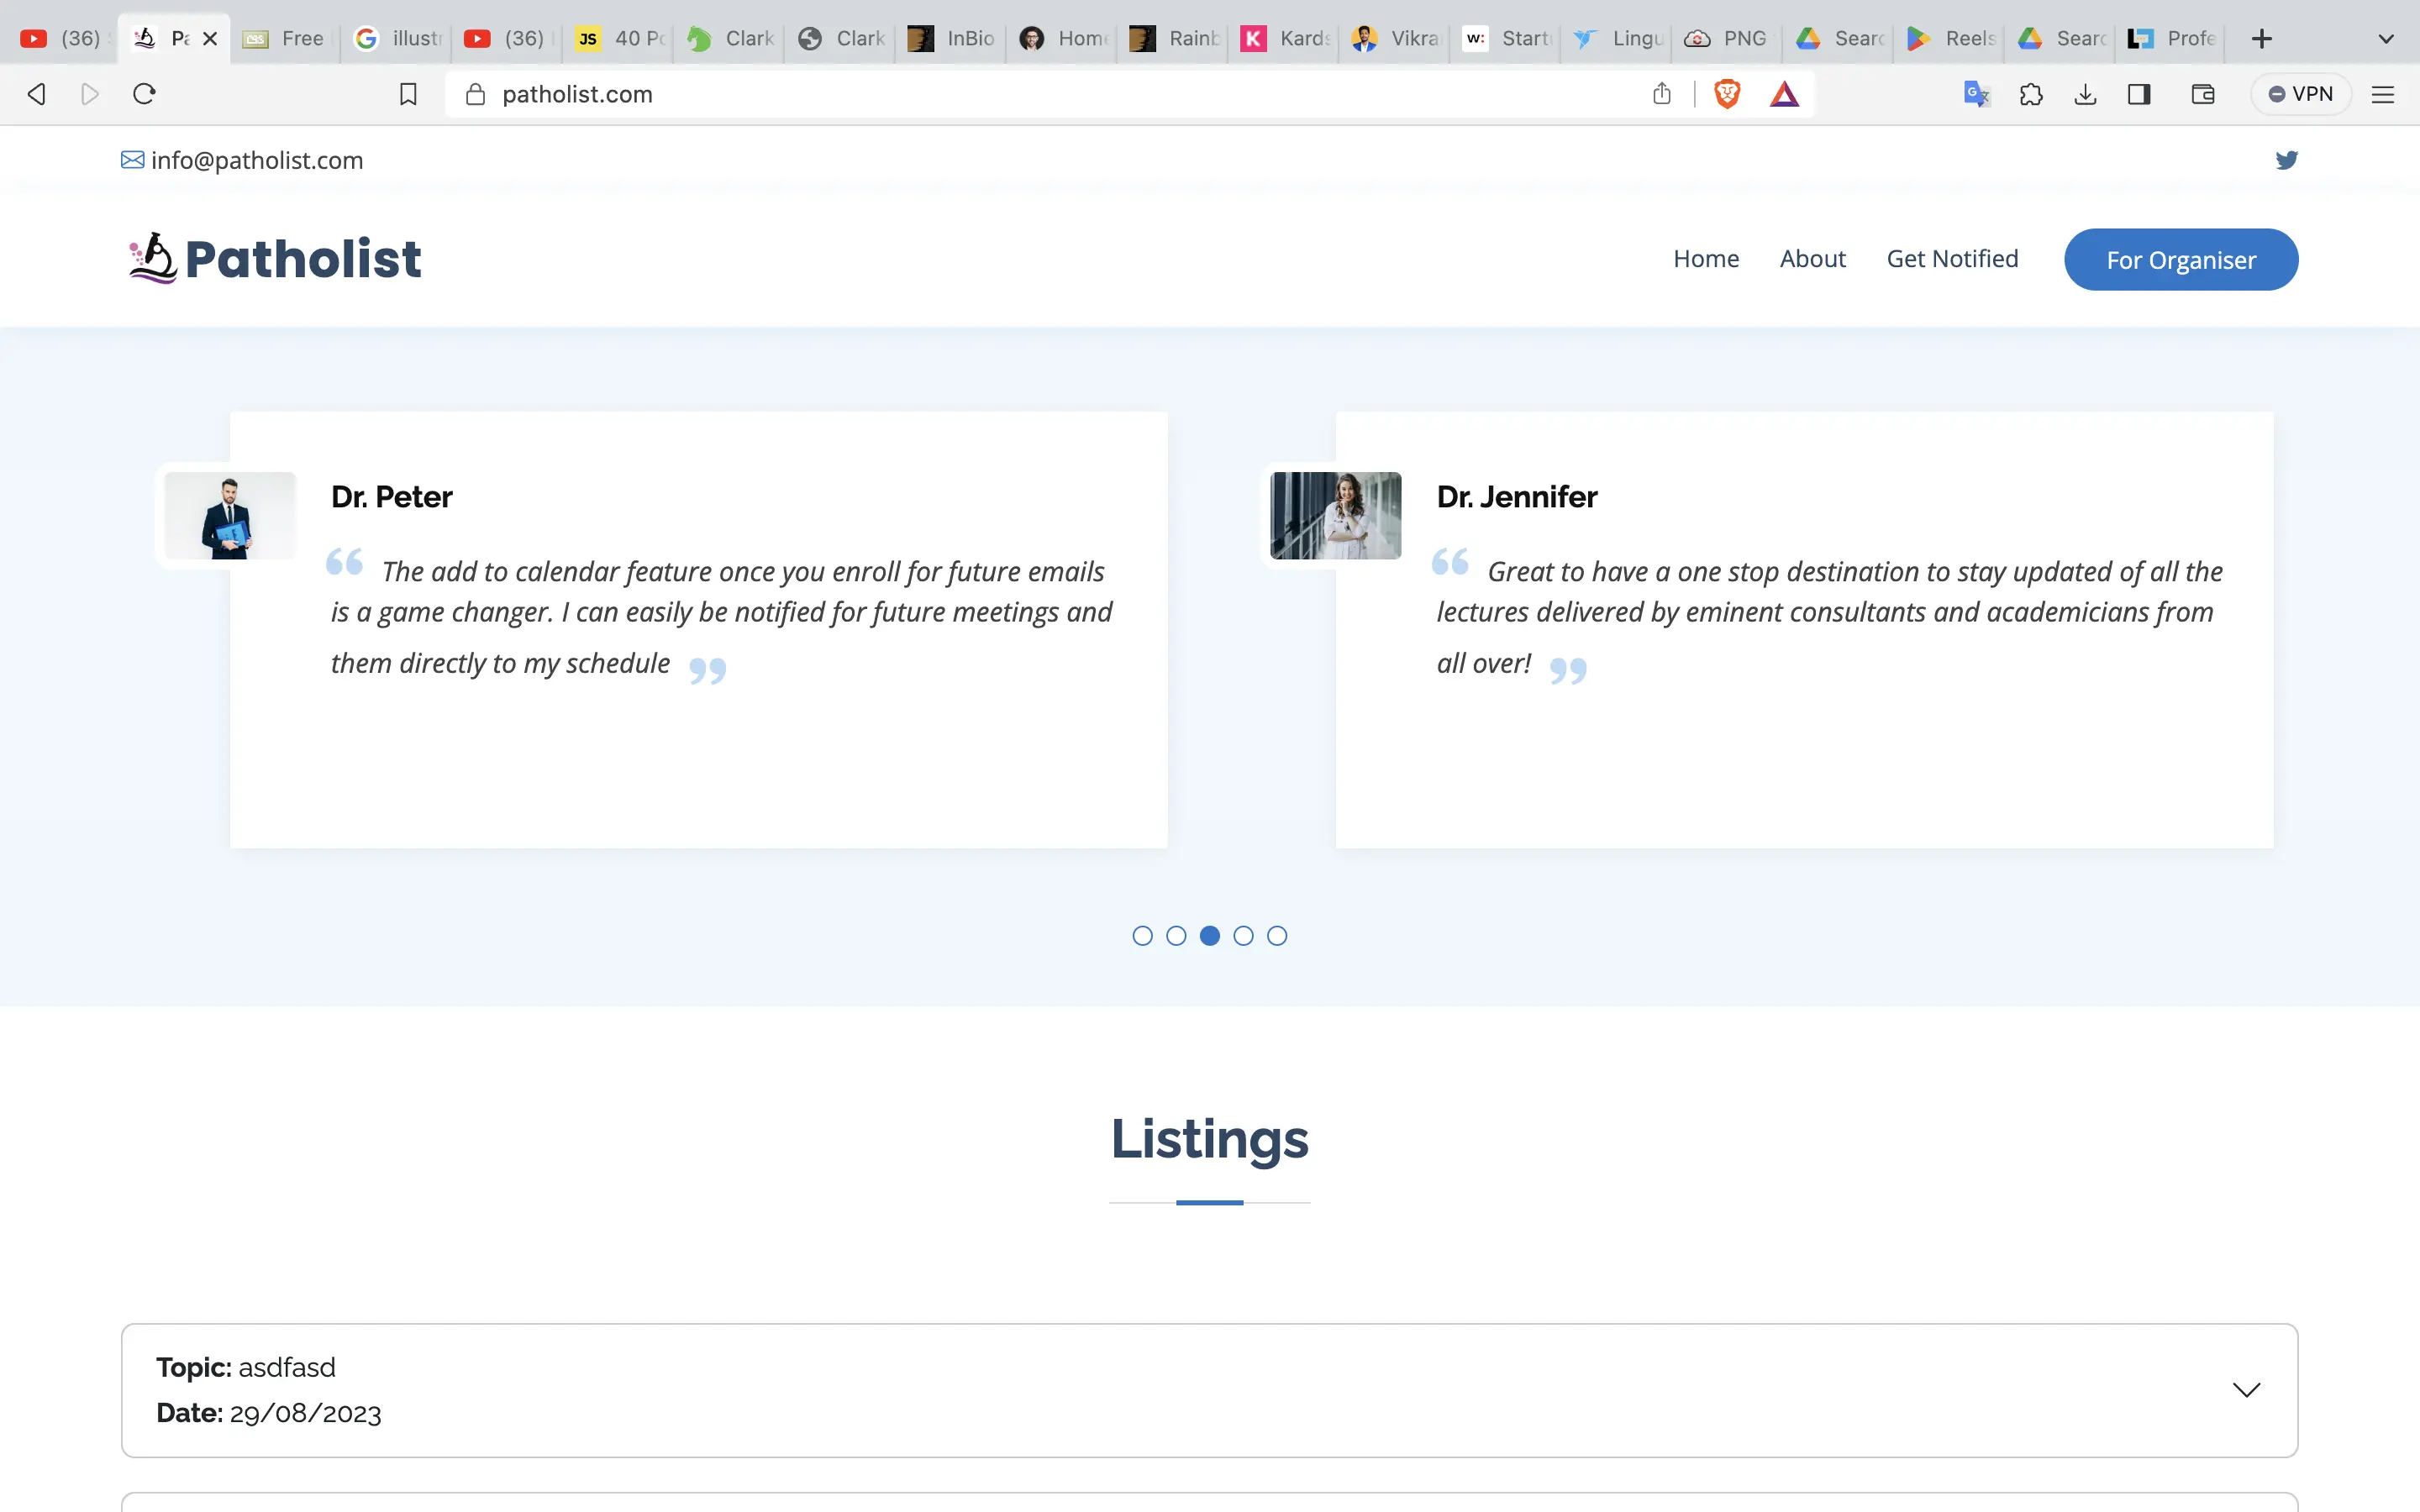 (36)
Pa
Free
illustr
(36)
JS
40 Po
Clark
Clark
InBio
Home
Rainb
K
Kards
Vikra
w:
Start
Lingu
PNG
Searc
Reels
Searc
Profe
patholist.com
VPN
info@patholist.com
Patholist
Home
About
Get Notified
For Organiser
Dr. Peter
“ The add to calendar feature once you enroll for future emails
is a game changer. I can easily be notified for future meetings and
them directly to my schedule ”
Dr. Jennifer
“ Great to have a one stop destination to stay updated of all the
lectures delivered by eminent consultants and academicians from
all over! ”
Listings
Topic: asdfasd
Date: 29/08/2023